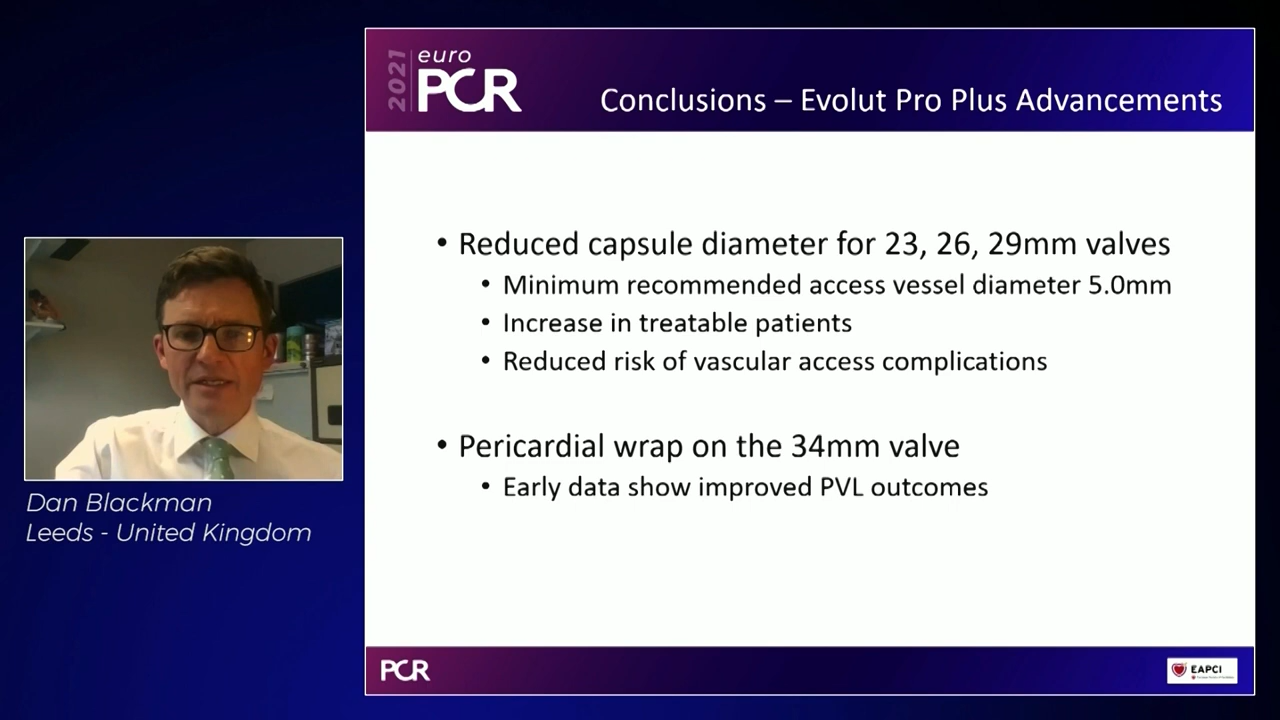 2021
euro
PCR
Conclusions – Evolut Pro Plus Advancements
• Reduced capsule diameter for 23, 26, 29mm valves
• Minimum recommended access vessel diameter 5.0mm
• Increase in treatable patients
• Reduced risk of vascular access complications
• Pericardial wrap on the 34mm valve
• Early data show improved PVL outcomes
Dan Blackman
Leeds - United Kingdom
PCR
EAPCI